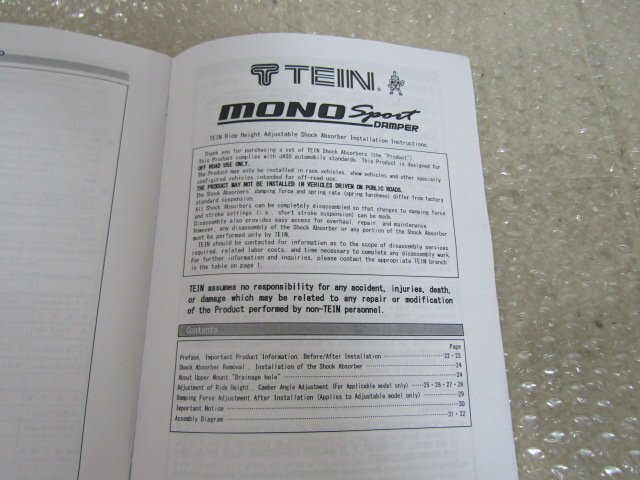 TEIN®
MONO Sport
DAMPER
TEIN Ride Height Adjustable Shock Absorber Installation Instructions.
Thank you for purchasing a set of TEIN Shock Absorbers (the "Product").
This Product complies with JASO automobile standards. This Product is designed for
OFF ROAD USE ONLY.
The Product may only be installed in race vehicles, show vehicles and other specially
configured vehicles intended for off-road use.
THE PRODUCT MAY NOT BE INSTALLED IN VEHICLES DRIVEN ON PUBLIC ROADS.
The Shock Absorbers' damping force and spring rate (spring hardness) differ from factory
standard suspension.
All Shock Absorbers can be completely disassembled so that changes to damping force
and stroke settings (i.e., short stroke suspension) can be made.
Disassembly also provides easy access for overhaul, repair, and maintenance.
However, any disassembly of the Shock Absorber or any portion of the Shock Absorber
must be performed only by TEIN.
TEIN should be contacted for information as to the scope of disassembly services
required, related labor costs, and time necessary to complete any disassembly work
For further information and inquiries, please contact the appropriate TEIN branch
in the table on page 1.
TEIN assumes no responsibility for any accident, injuries, death,
or damage which may be related to any repair or modification
of the Product performed by non-TEIN personnel.
Contents
Page
Preface, Important Product Information, Before/After Installation 22・23
Shock Absorber Removal , Installation of the Shock Absorber 24
About Upper Mount "Drainage hole" 24
Adjustment of Ride Height , Camber Angle Adjustment (For Applicable model only) 25・26・27・28
Damping Force Adjustment After Installation (Applies to Adjustable model only) 29
Important Notice 30
Assembly Diagram 31・32